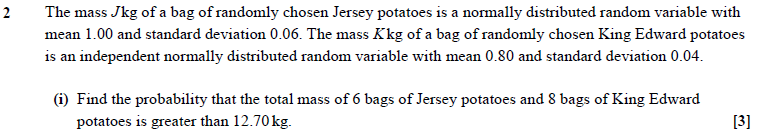 2 The mass J kg of a bag of randomly chosen Jersey potatoes is a normally distributed random variable with
mean 1.00 and standard deviation 0.06. The mass K kg of a bag of randomly chosen King Edward potatoes
is an independent normally distributed random variable with mean 0.80 and standard deviation 0.04.
(i) Find the probability that the total mass of 6 bags of Jersey potatoes and 8 bags of King Edward
potatoes is greater than 12.70 kg. [3]